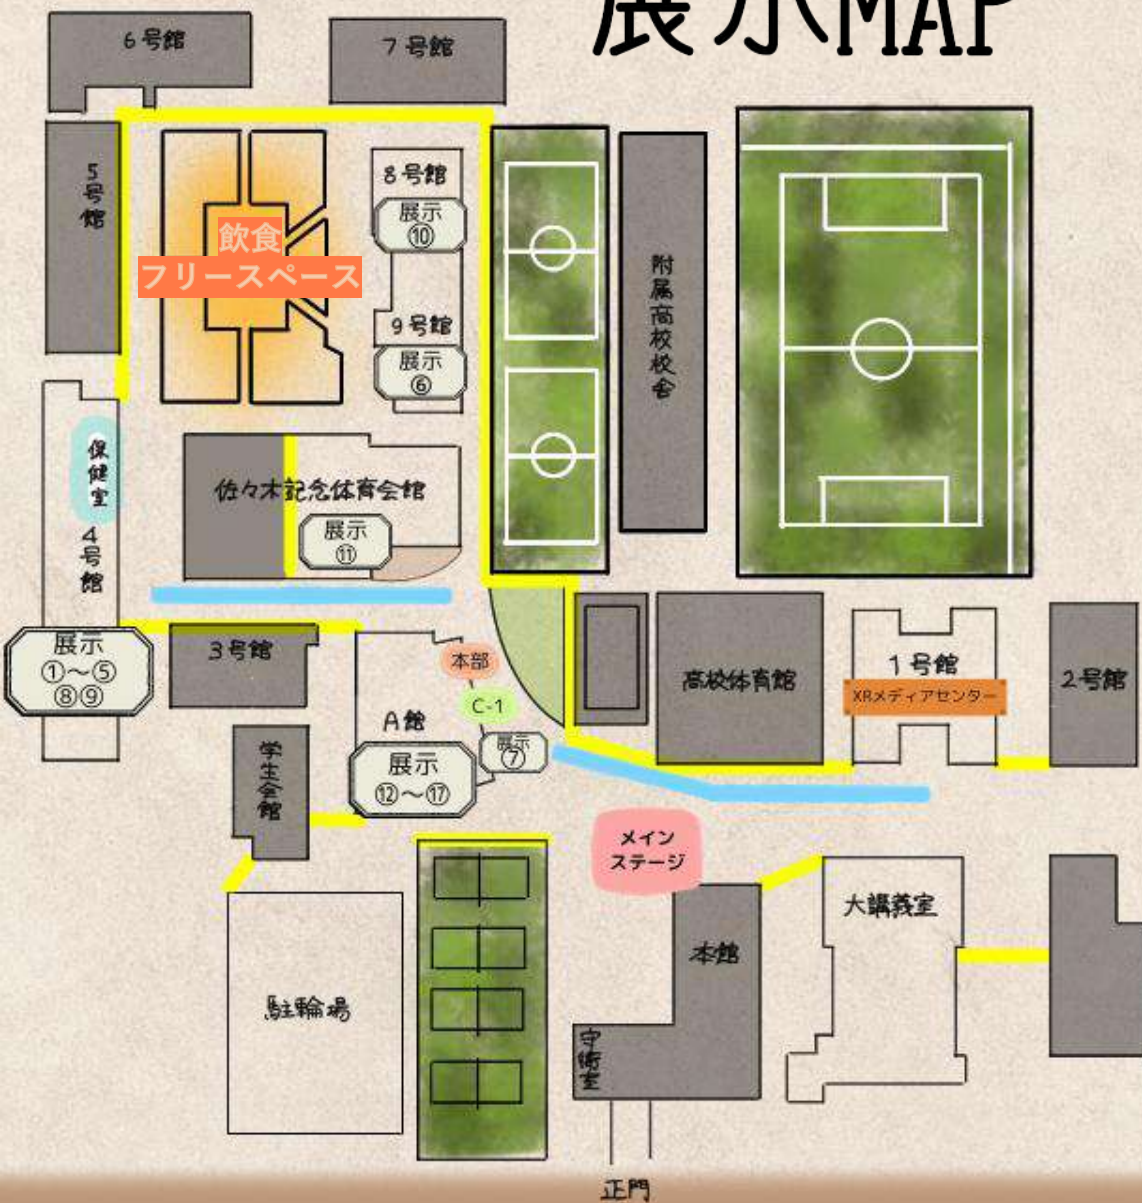 展示MAP
6号館
7号館
5号館
8号館
展示
⑩
飲食
フリースペース
9号館
展示
⑥
附属高校校舎
保健室
4号館
佐々木記念体育会館
展示
⑪
展示
①～⑤
⑧⑨
3号館
本部
C-1
A館
展示
⑦
展示
⑫～⑰
高校体育館
1号館
XRメディアセンター
2号館
学生会館
メイン
ステージ
大講義室
本館
駐輪場
守衛室
正門